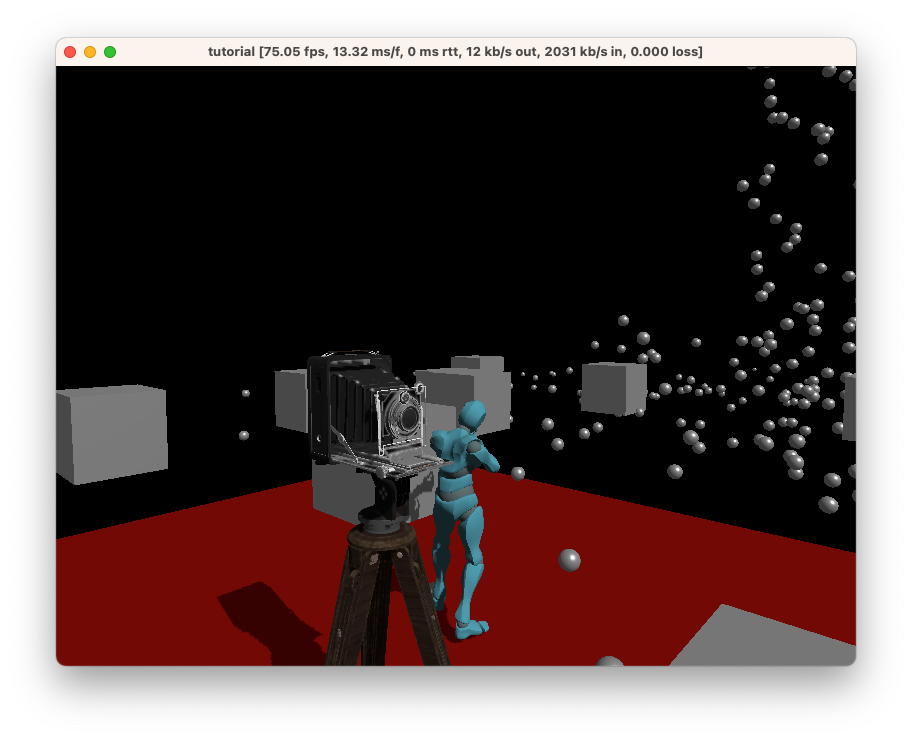 tutorial [75.05 fps, 13.32 ms/f, 0 ms rtt, 12 kb/s out, 2031 kb/s in, 0.000 loss]